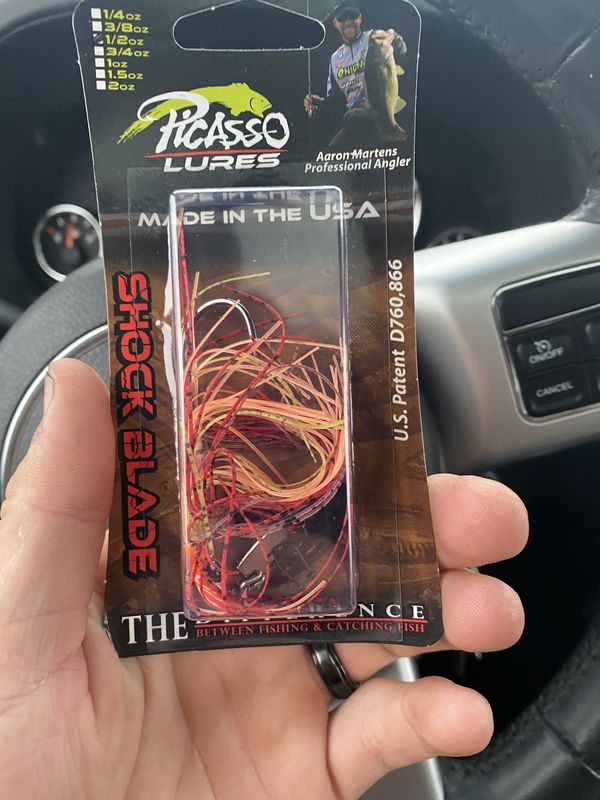 1/4oz
3/8oz
1/2oz
3/4oz
1oz
1.5oz
2oz
PICASSO
LURES
Aaron Martens
Professional Angler
MADE IN THE USA
SHOCK BLADE
U.S. Patent D760,866
THE DIFFERENCE
BETWEEN FISHING & CATCHING FISH
ON/OFF
CANCEL